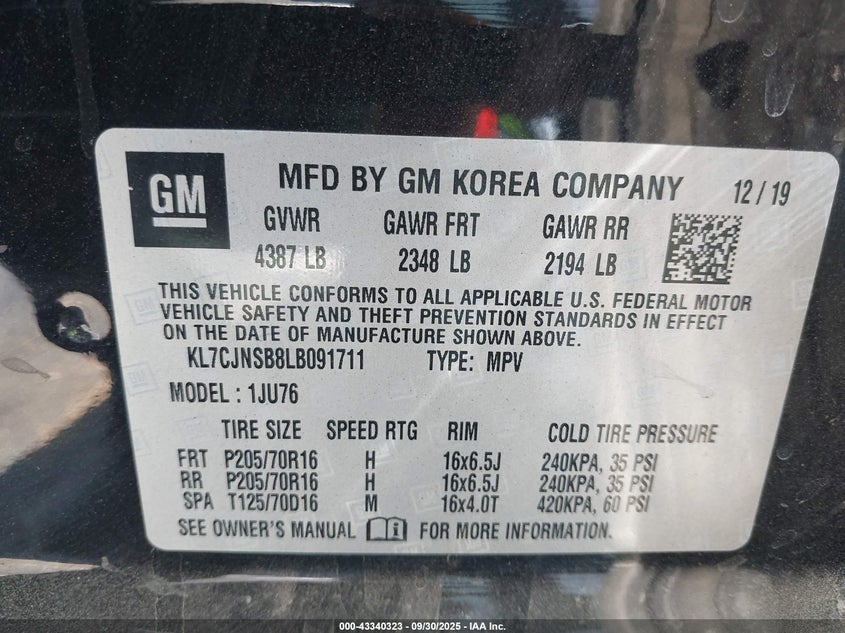 GM
MFD BY GM KOREA COMPANY 12/19
GVWR GAWR FRT GAWR RR
4387 LB 2348 LB 2194 LB
THIS VEHICLE CONFORMS TO ALL APPLICABLE U.S. FEDERAL MOTOR
VEHICLE SAFETY AND THEFT PREVENTION STANDARDS IN EFFECT
ON THE DATE OF MANUFACTURE SHOWN ABOVE.
KL7CJNSB8LB091711 TYPE: MPV
MODEL : 1JU76
TIRE SIZE SPEED RTG RIM COLD TIRE PRESSURE
FRT P205/70R16 H 16x6.5J 240KPA, 35 PSI
RR P205/70R16 H 16x6.5J 240KPA, 35 PSI
SPA T125/70D16 M 16x4.0T 420KPA, 60 PSI
SEE OWNER'S MANUAL i FOR MORE INFORMATION.
000-43340323 - 09/30/2025 - IAA Inc.